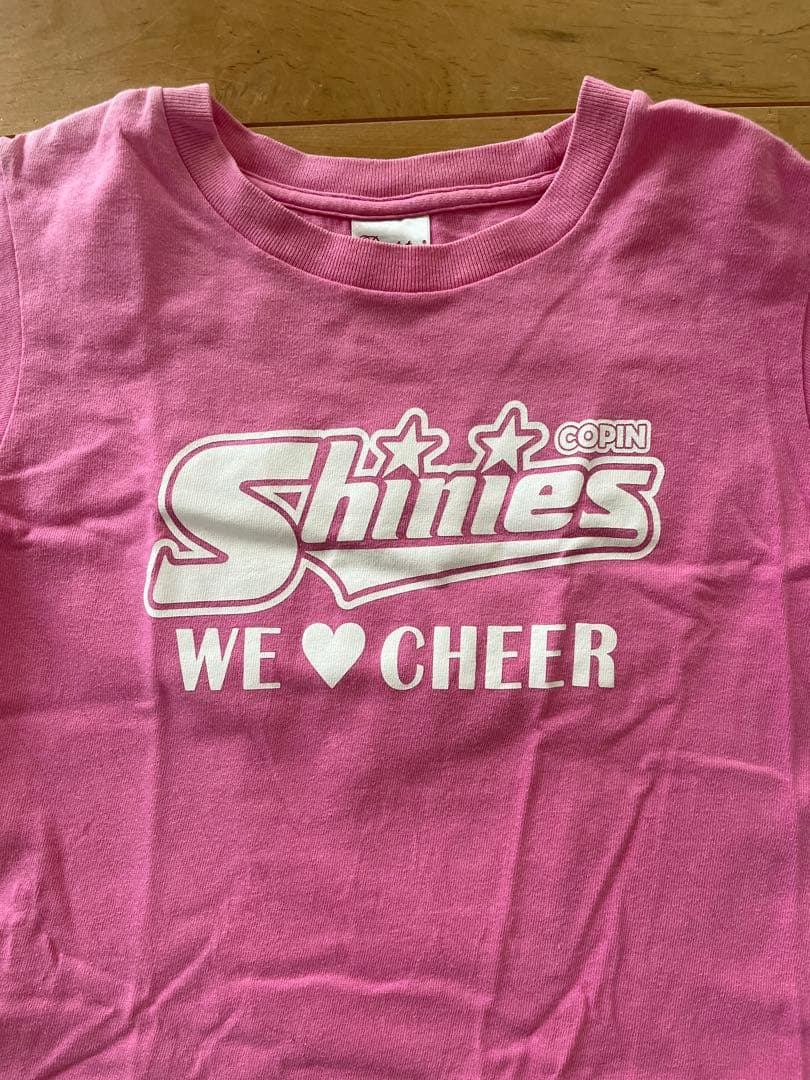 COPIN
Shinies
WE ♥ CHEER